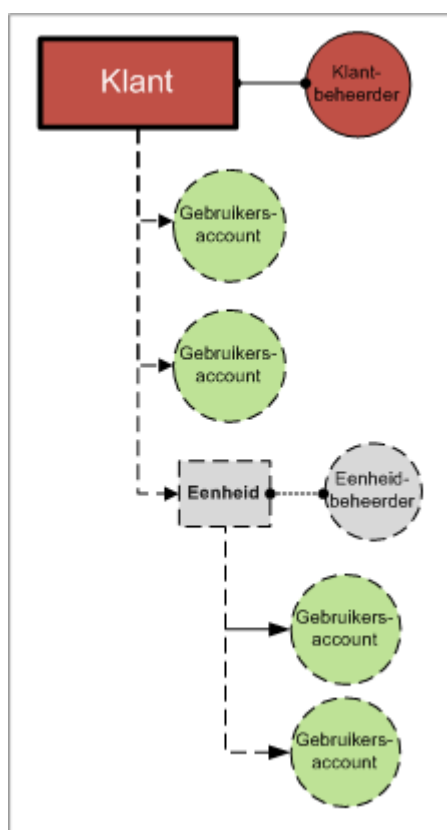 Klant
Klant-
beheerder
Gebruikers-
account
Gebruikers-
account
Eenheid
Eenheid-
beheerder
Gebruikers-
account
Gebruikers-
account